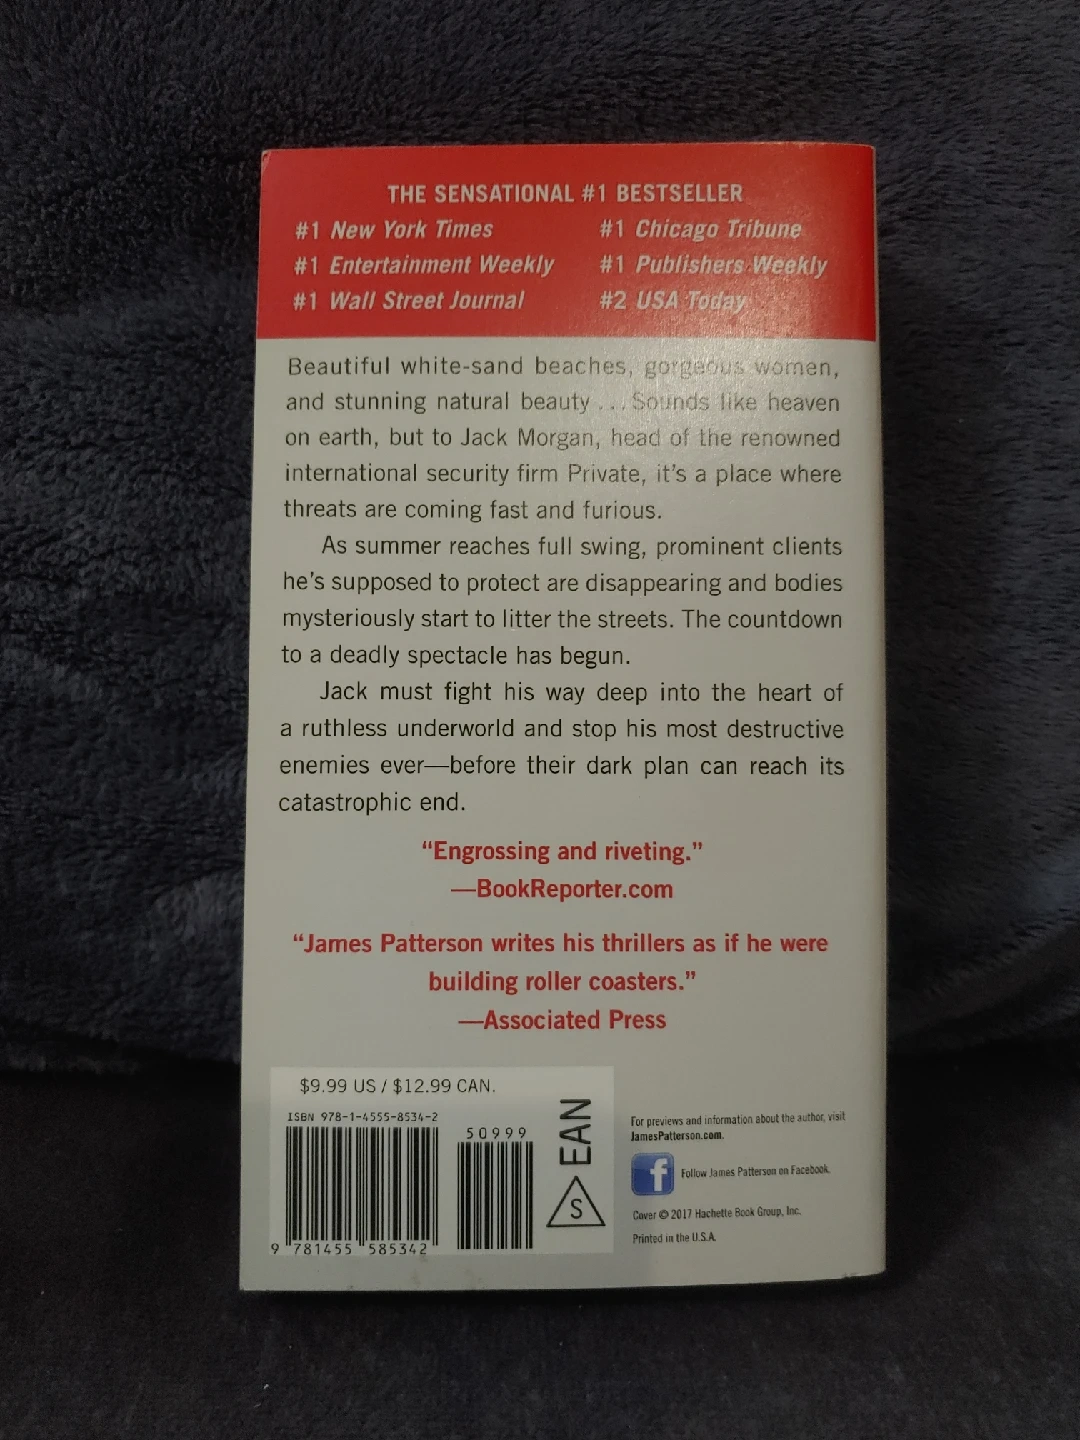 THE SENSATIONAL #1 BESTSELLER
#1 New York Times #1 Chicago Tribune
#1 Entertainment Weekly #1 Publishers Weekly
#1 Wall Street Journal #2 USA Today
Beautiful white-sand beaches, gorgeous women,
and stunning natural beauty . . . Sounds like heaven
on earth, but to Jack Morgan, head of the renowned
international security firm Private, it's a place where
threats are coming fast and furious.
As summer reaches full swing, prominent clients
he's supposed to protect are disappearing and bodies
mysteriously start to litter the streets. The countdown
to a deadly spectacle has begun.
Jack must fight his way deep into the heart of
a ruthless underworld and stop his most destructive
enemies ever—before their dark plan can reach its
catastrophic end.
“Engrossing and riveting.”
—BookReporter.com
“James Patterson writes his thrillers as if he were
building roller coasters.”
—Associated Press
$9.99 US / $12.99 CAN.
ISBN 978-1-4555-8534-2
50999
9 781455 585342
EAN
S
For previews and information about the author, visit
JamesPatterson.com.
f Follow James Patterson on Facebook.
Cover © 2017 Hachette Book Group, Inc.
Printed in the U.S.A.